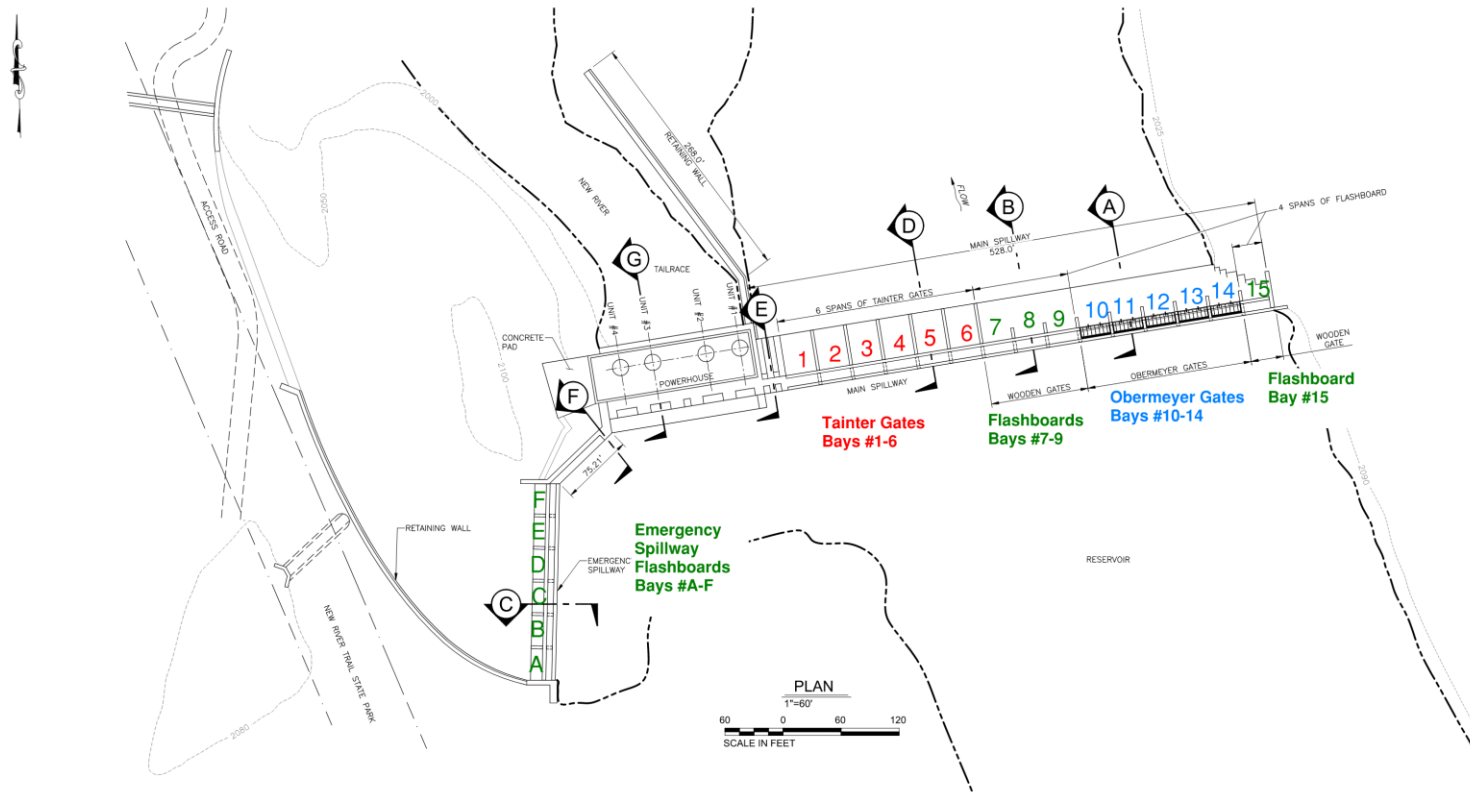 2000
2025
2050
268.0'
RETAINING WALL
NEW RIVER
ACCESS ROAD
FLOW
A
B
D
4 SPANS OF FLASHBOARD
MAIN SPILLWAY
528.0'
G
TAILRACE
UNIT #4
UNIT #3
UNIT #2
UNIT #1
E
6 SPANS OF TAINTER GATES
1
2
3
4
5
6
7
8
9
10
11
12
13
14
15
CONCRETE
PAD
2100
POWERHOUSE
MAIN SPILLWAY
WOODEN GATES
OBERMEYER GATES
WOODEN
GATE
F
Tainter Gates
Bays #1-6
Flashboards
Bays #7-9
Obermeyer Gates
Bays #10-14
Flashboard
Bay #15
75.21'
2090
F
E
D
C
B
A
RETAINING WALL
EMERGENC
SPILLWAY
Emergency
Spillway
Flashboards
Bays #A-F
C
RESERVOIR
NEW RIVER TRAIL STATE PARK
2080
PLAN
1"=60'
60 0 60 120
SCALE IN FEET